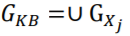 G_{KB} = ∪ G_{X_j}